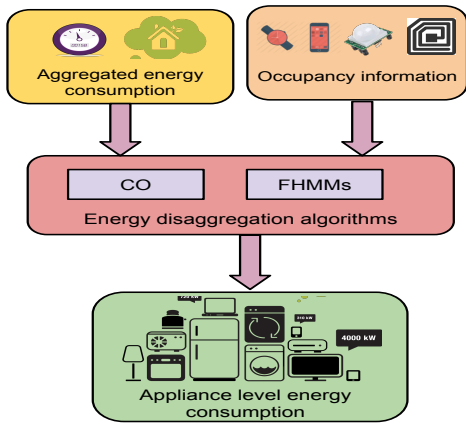 Aggregated energy
consumption
Occupancy information
CO
FHMMs
Energy disaggregation algorithms
4000 kW
Appliance level energy
consumption